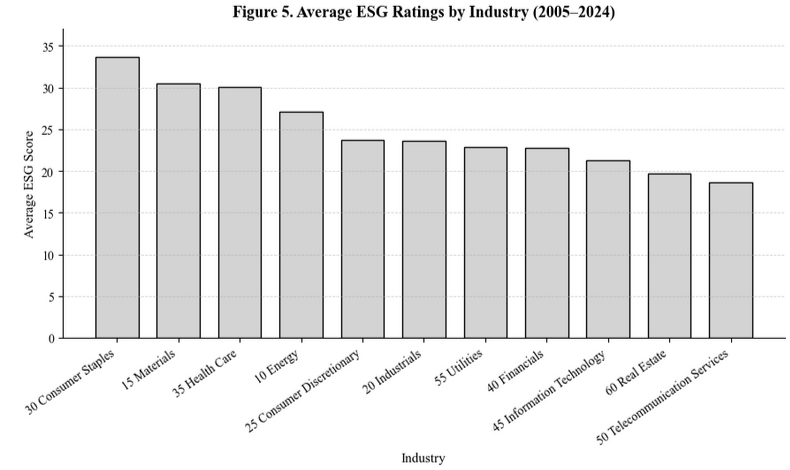 Figure 5. Average ESG Ratings by Industry (2005–2024)
Average ESG Score
35
30
25
20
15
10
5
0
30 Consumer Staples
15 Materials
35 Health Care
10 Energy
25 Consumer Discretionary
20 Industrials
55 Utilities
40 Financials
45 Information Technology
60 Real Estate
50 Telecommunication Services
Industry